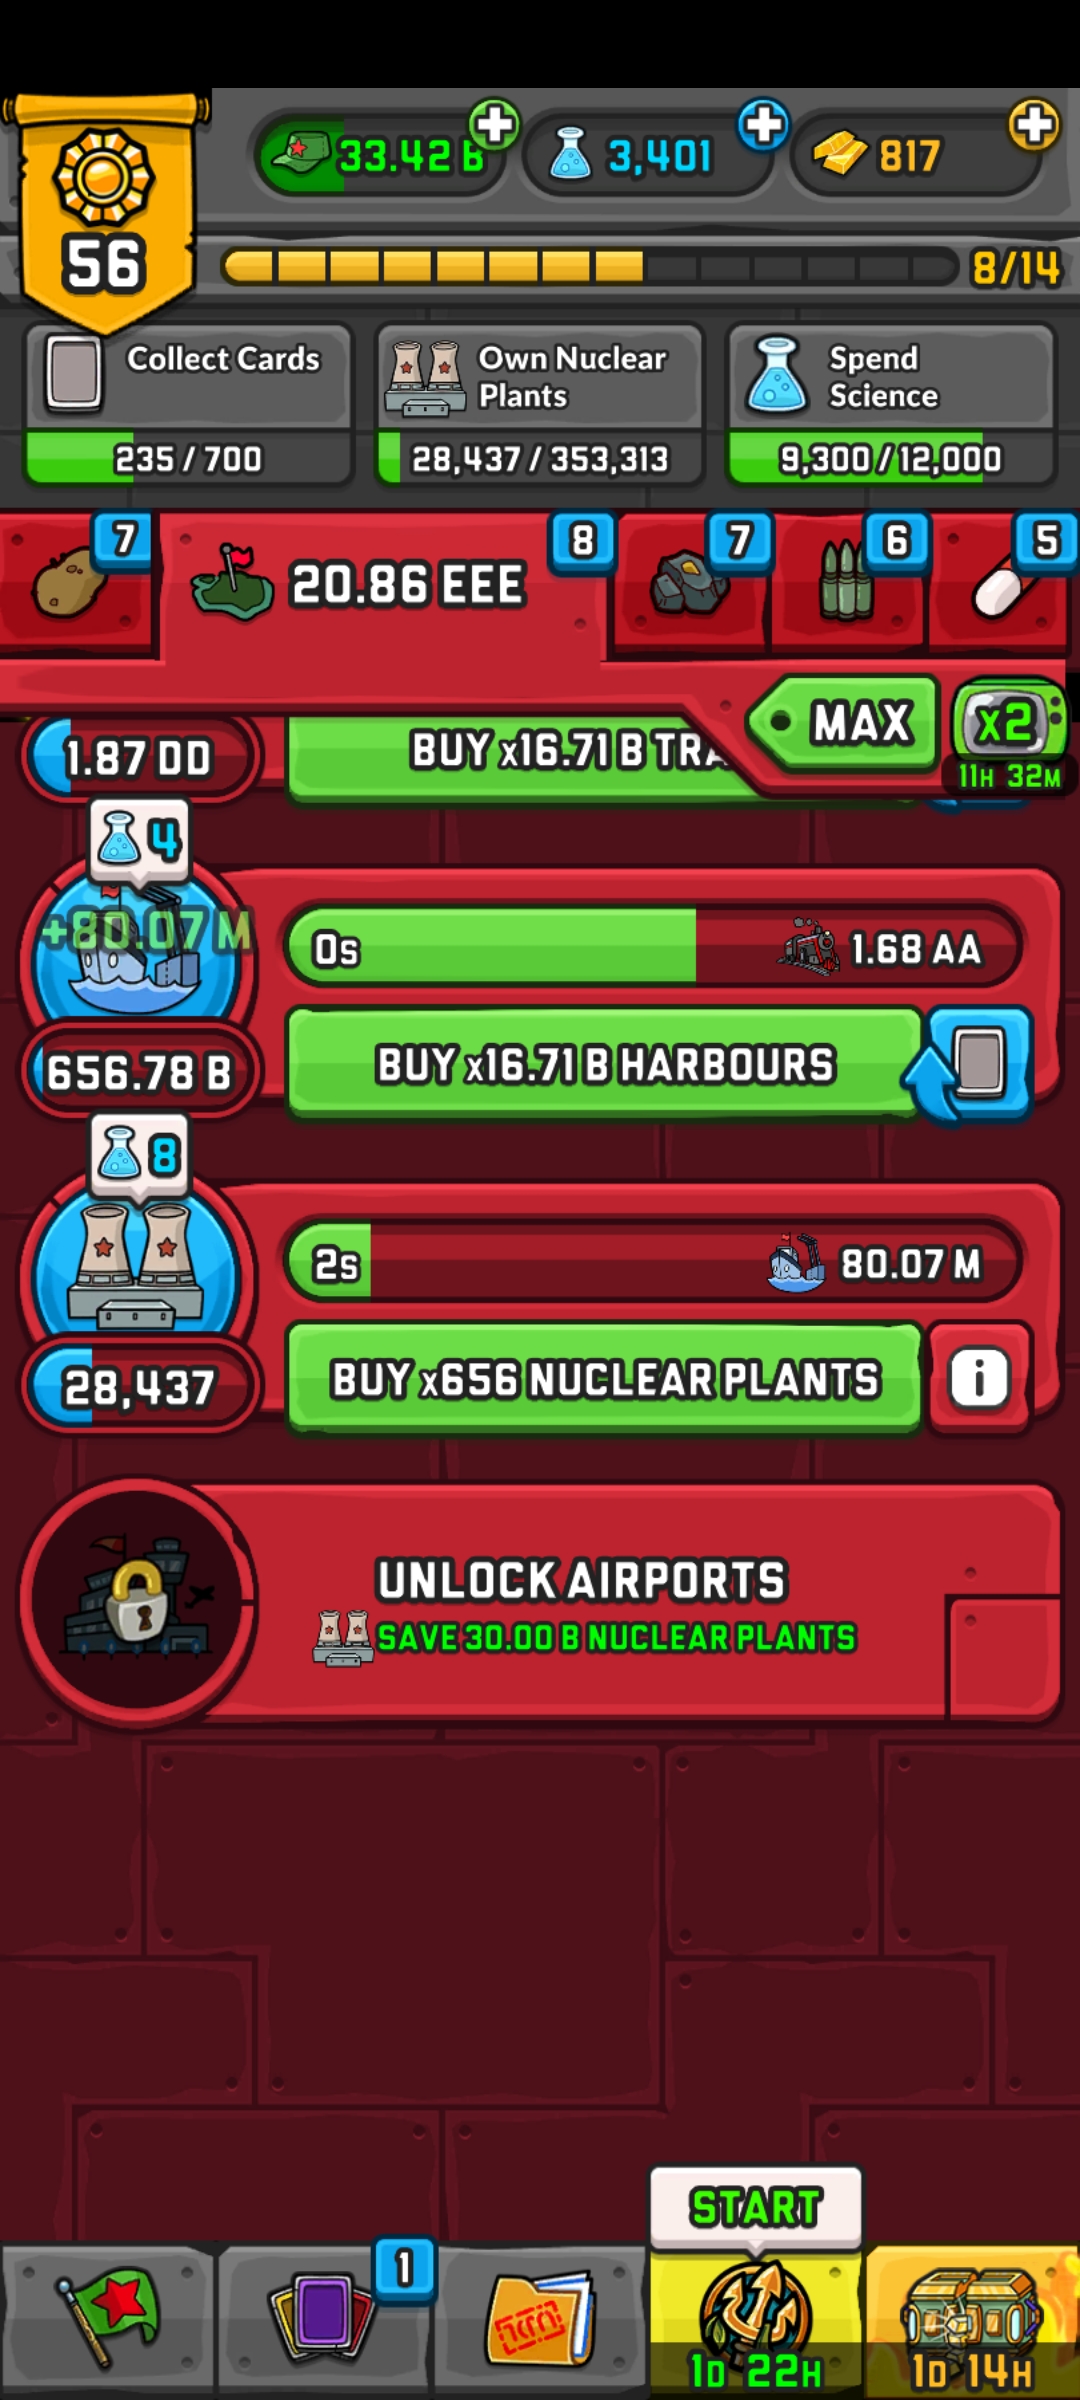 56
33.42 B
3,401
817
8/14
Collect Cards
235 / 700
Own Nuclear
Plants
28,437 / 353,313
Spend
Science
9,300 / 12,000
7
20.86 EEE
8
7
6
5
MAX
x2
11H 32M
1.87 DD
BUY x16.71 B TRA
4
+80.07 M
0s
1.68 AA
656.78 B
BUY x16.71 B HARBOURS
8
2s
80.07 M
28,437
BUY x656 NUCLEAR PLANTS
i
UNLOCK AIRPORTS
SAVE 30.00 B NUCLEAR PLANTS
START
1
1D 22H
1D 14H